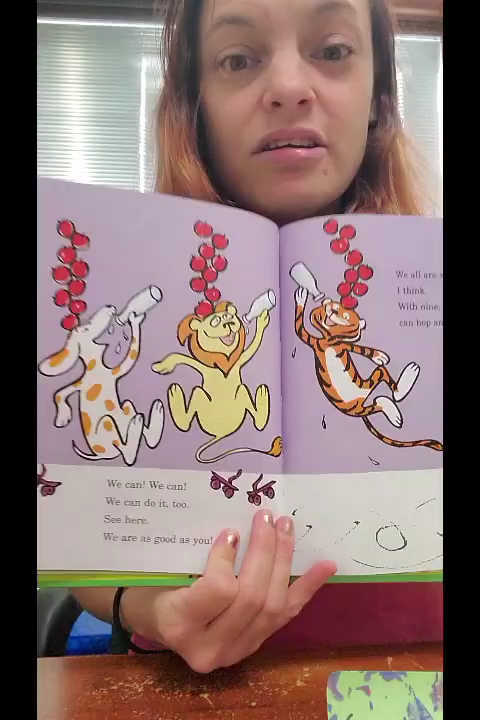 We can! We can!
We can do it, too.
See here.
We are as good as you!
We all are
I think.
With nine,
can hop